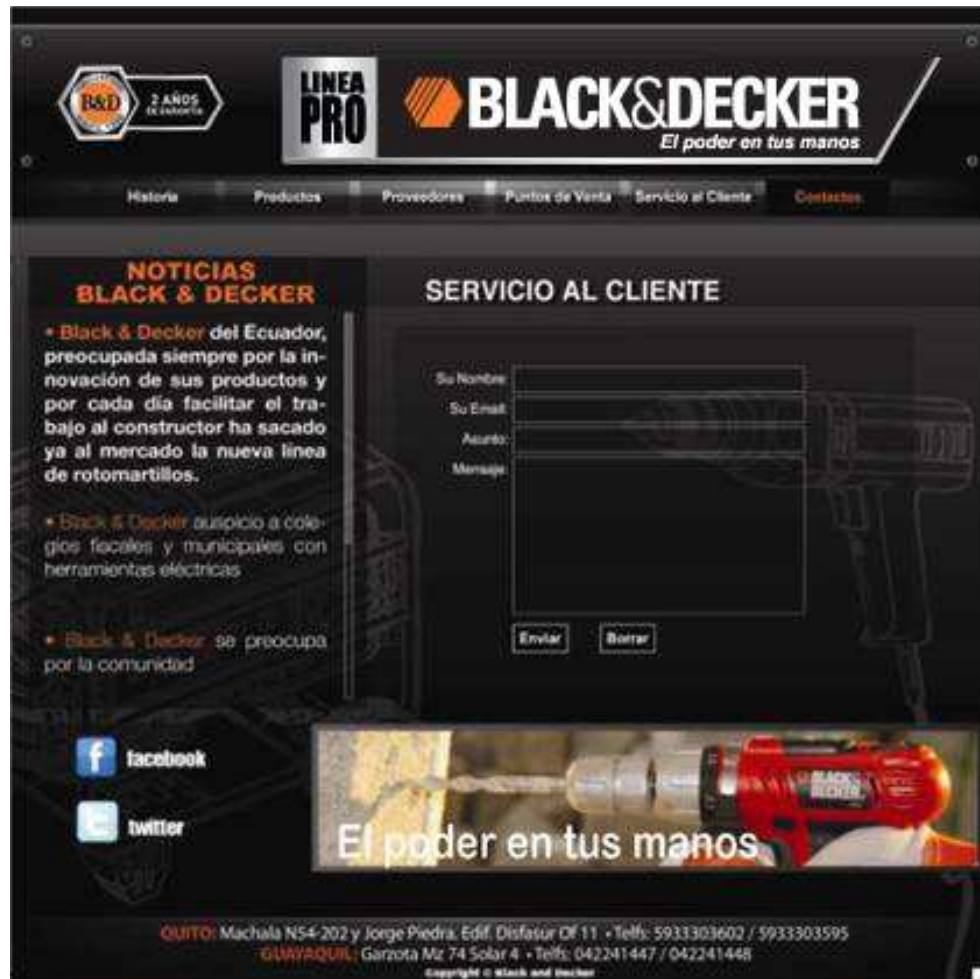 B&D
2 AÑOS
DE GARANTÍA
LINEA
PRO
BLACK&DECKER
El poder en tus manos
Historia Productos Proveedores Puntos de Venta Servicio al Cliente Contactos
NOTICIAS
BLACK & DECKER
• Black & Decker del Ecuador,
preocupada siempre por la in-
novación de sus productos y
por cada día facilitar el tra-
bajo al constructor ha sacado
ya al mercado la nueva linea
de rotomartillos.
• Black & Decker auspicio a cole-
gios fiscales y municipales con
herramientas eléctricas
• Black & Decker se preocupa
por la comunidad
SERVICIO AL CLIENTE
Su Nombre:
Su Email:
Asunto:
Mensaje:
Enviar Borrar
facebook
twitter
BLACK&
DECKER
El poder en tus manos
QUITO: Machala N54-202 y Jorge Piedra. Edif. Disfasur Of 11 • Telfs: 5933303602 / 5933303595
GUAYAQUIL: Garzota Mz 74 Solar 4 • Telfs: 042241447 / 042241448
Copyright © Black and Decker